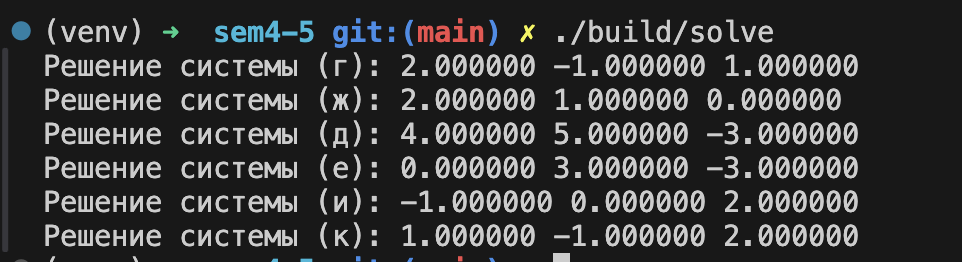 (venv) ➜ sem4-5 git:(main) ✗ ./build/solve
Решение системы (г): 2.000000 -1.000000 1.000000
Решение системы (ж): 2.000000 1.000000 0.000000
Решение системы (д): 4.000000 5.000000 -3.000000
Решение системы (е): 0.000000 3.000000 -3.000000
Решение системы (и): -1.000000 0.000000 2.000000
Решение системы (к): 1.000000 -1.000000 2.000000